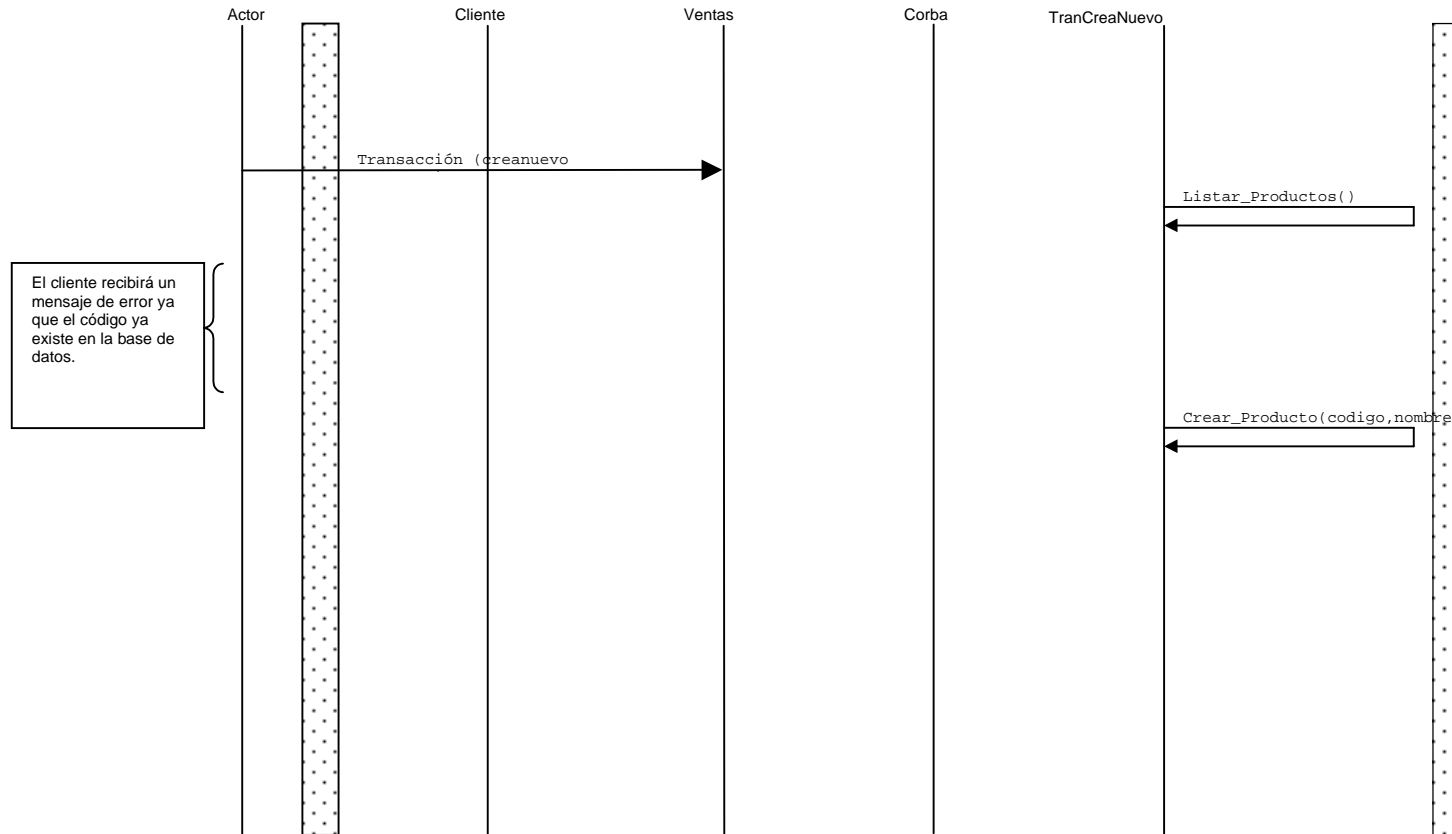 Actor
Cliente
Ventas
Corba
TranCreaNuevo
Transacción (creanuevo
Listar_Productos()
El cliente recibirá un
mensaje de error ya
que el código ya
existe en la base de
datos.
Crear_Producto(codigo,nombre